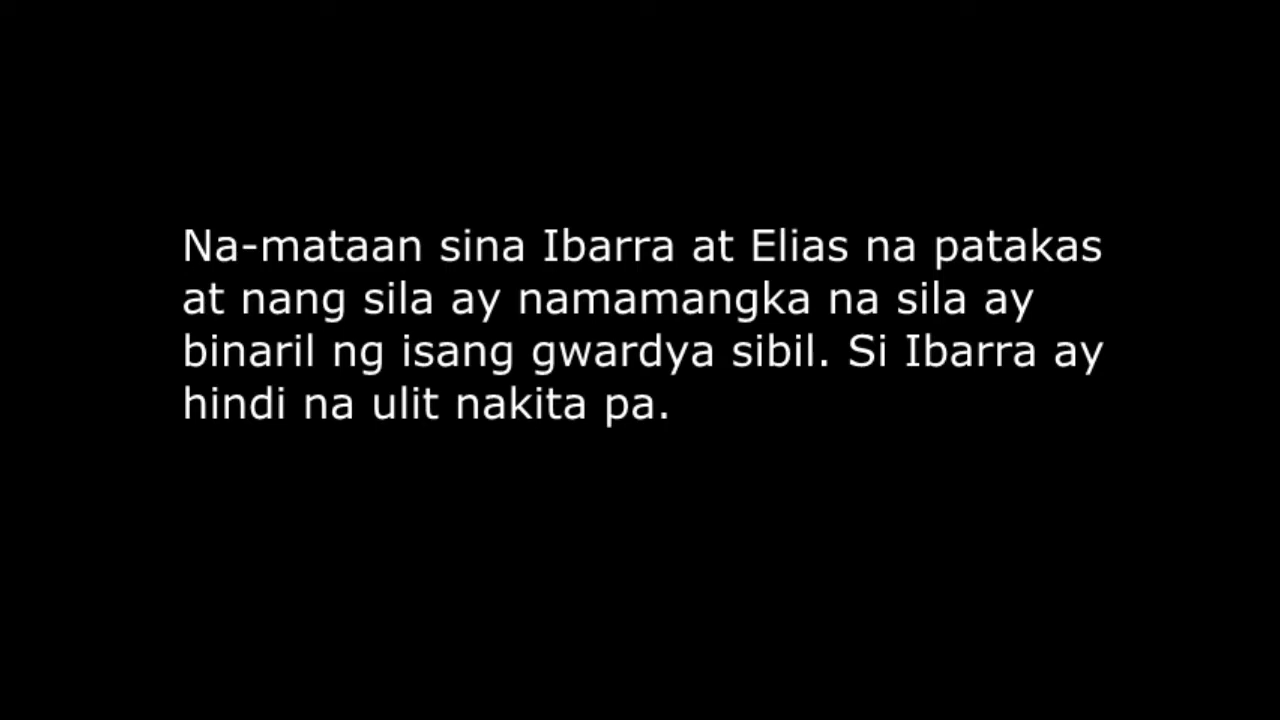 Na-mataan sina Ibarra at Elias na patakas
at nang sila ay namamangka na sila ay
binaril ng isang gwardya sibil. Si Ibarra ay
hindi na ulit nakita pa.